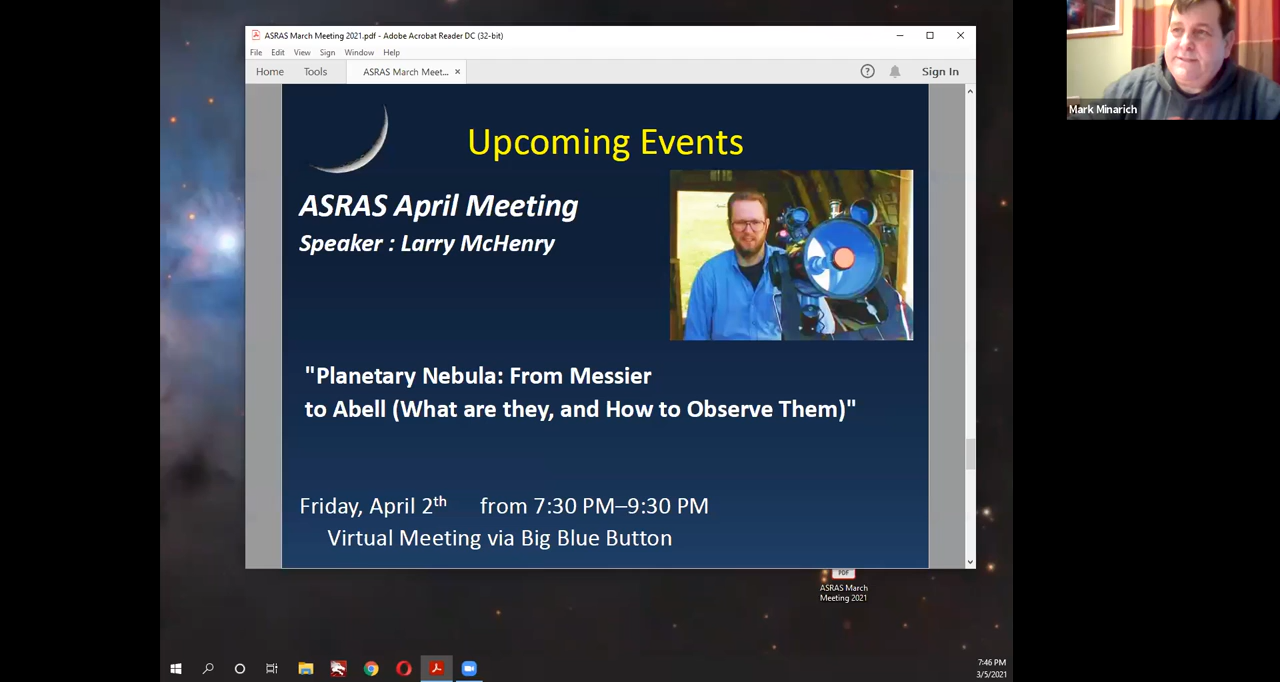 ASRAS March Meeting 2021.pdf - Adobe Acrobat Reader DC (32-bit)
File Edit View Sign Window Help
Home Tools ASRAS March Meet... × Sign In
Mark Minarich
Upcoming Events
ASRAS April Meeting
Speaker : Larry McHenry
"Planetary Nebula: From Messier
to Abell (What are they, and How to Observe Them)"
Friday, April 2th from 7:30 PM–9:30 PM
Virtual Meeting via Big Blue Button
PDF
ASRAS March
Meeting 2021
7:46 PM
3/5/2021